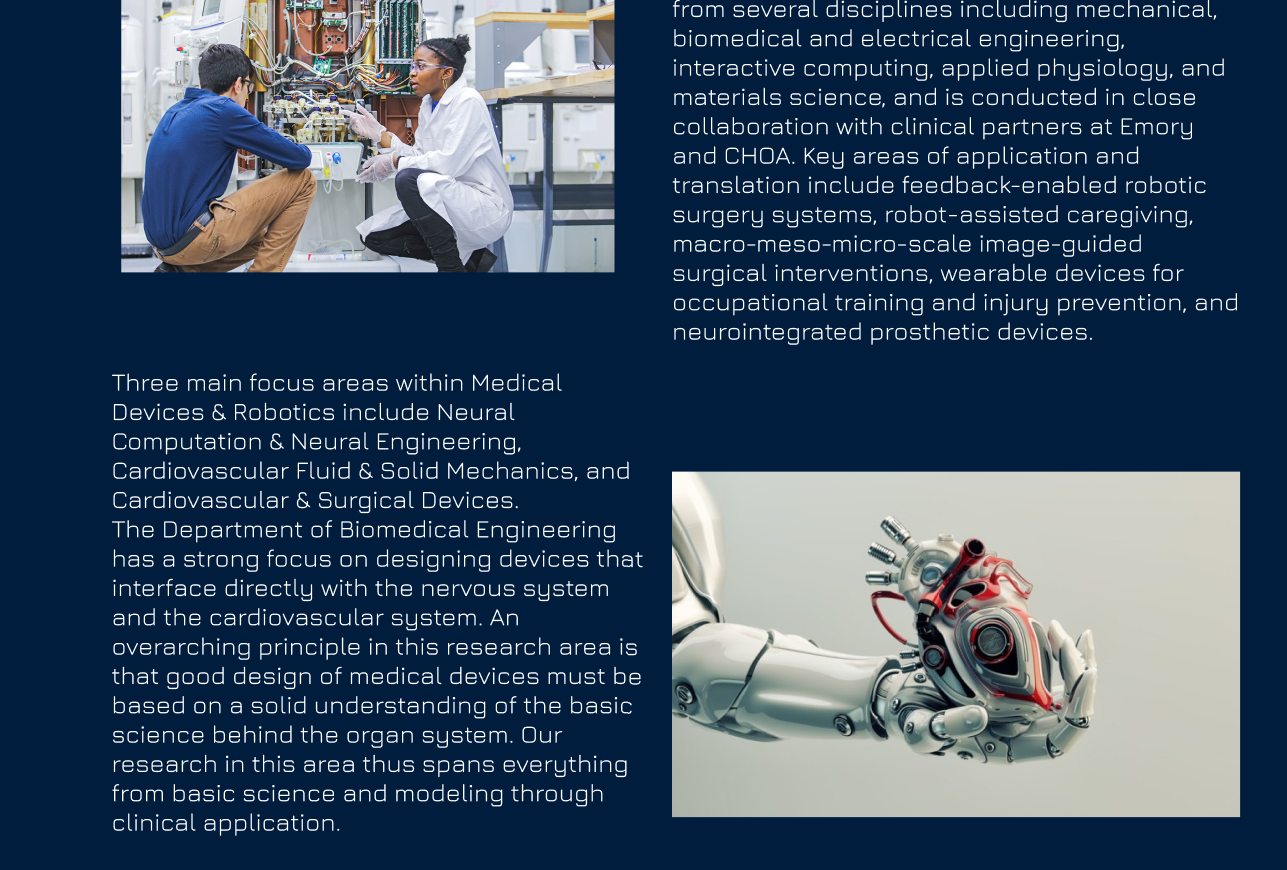 from several disciplines including mechanical,
biomedical and electrical engineering,
interactive computing, applied physiology, and
materials science, and is conducted in close
collaboration with clinical partners at Emory
and CHOA. Key areas of application and
translation include feedback-enabled robotic
surgery systems, robot-assisted caregiving,
macro-meso-micro-scale image-guided
surgical interventions, wearable devices for
occupational training and injury prevention, and
neurointegrated prosthetic devices.
Three main focus areas within Medical
Devices & Robotics include Neural
Computation & Neural Engineering,
Cardiovascular Fluid & Solid Mechanics, and
Cardiovascular & Surgical Devices.
The Department of Biomedical Engineering
has a strong focus on designing devices that
interface directly with the nervous system
and the cardiovascular system. An
overarching principle in this research area is
that good design of medical devices must be
based on a solid understanding of the basic
science behind the organ system. Our
research in this area thus spans everything
from basic science and modeling through
clinical application.